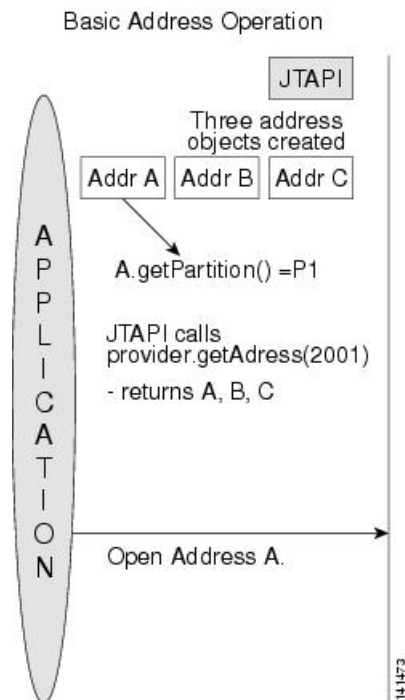 Basic Address Operation
JTAPI
Three address
objects created
Addr A Addr B Addr C
A.getPartition() =P1
JTAPI calls
provider.getAdress(2001)
- returns A, B, C
APPLICATION
Open Address A.
141473